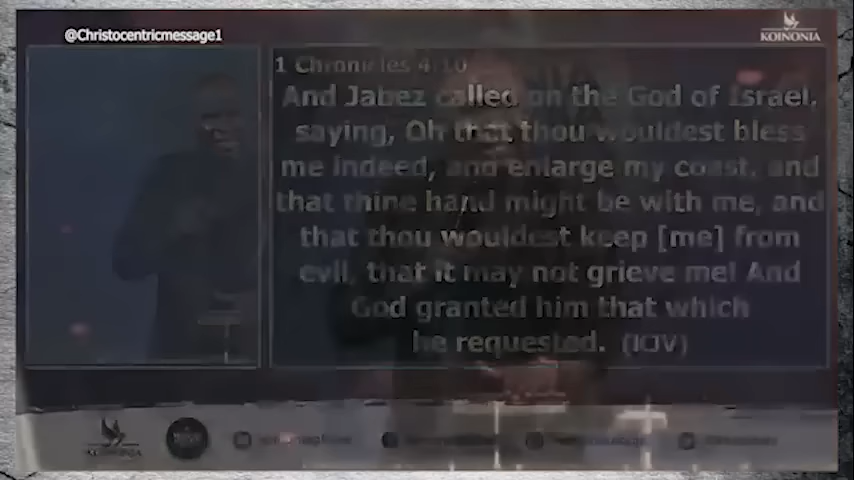 @Christocentricmessage1
KOINONIA
1 Chronicles 4:10
And Jabez called on the God of Israel,
saying, Oh that thou wouldest bless
me indeed, and enlarge my coast, and
that thine hand might be with me, and
that thou wouldest keep [me] from
evil, that it may not grieve me! And
God granted him that which
he requested. (KJV)
KOINONIA